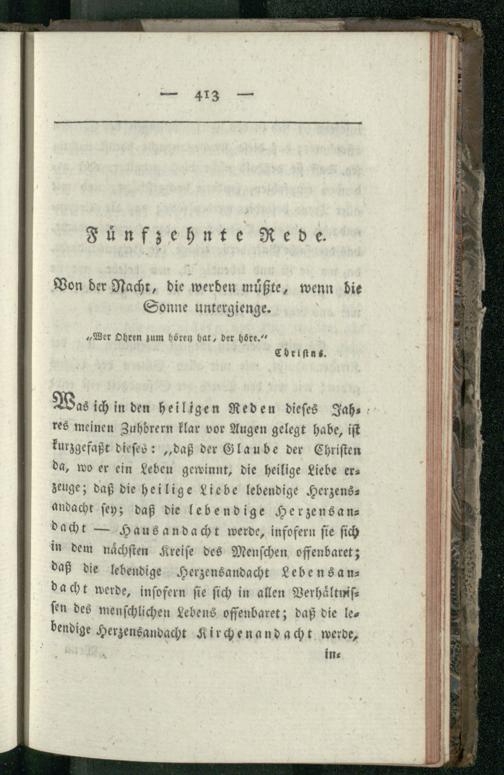 — 413 —
Fünfzehnte Rede.
Von der Nacht, die werden müßte, wenn die
Sonne untergienge.
„Wer Ohren zum hören hat, der höre.“
Christus.
Was ich in den heiligen Reden dieses Jah-
res meinen Zuhörern klar vor Augen gelegt habe, ist
kurzgefaßt dieses: „daß der Glaube der Christen
da, wo er ein Leben gewinnt, die heilige Liebe er-
zeuge; daß die heilige Liebe lebendige Herzens-
andacht sey; daß die lebendige Herzensan-
dacht — Hausandacht werde, infofern sie sich
in dem nächsten Kreise des Menschen offenbaret;
daß die lebendige Herzensandacht Lebensan-
dacht werde, insofern sie sich in allen Verhältnis-
sen des menschlichen Lebens offenbaret; daß die le-
bendige Herzensandacht Kirchenandacht werde,
in-